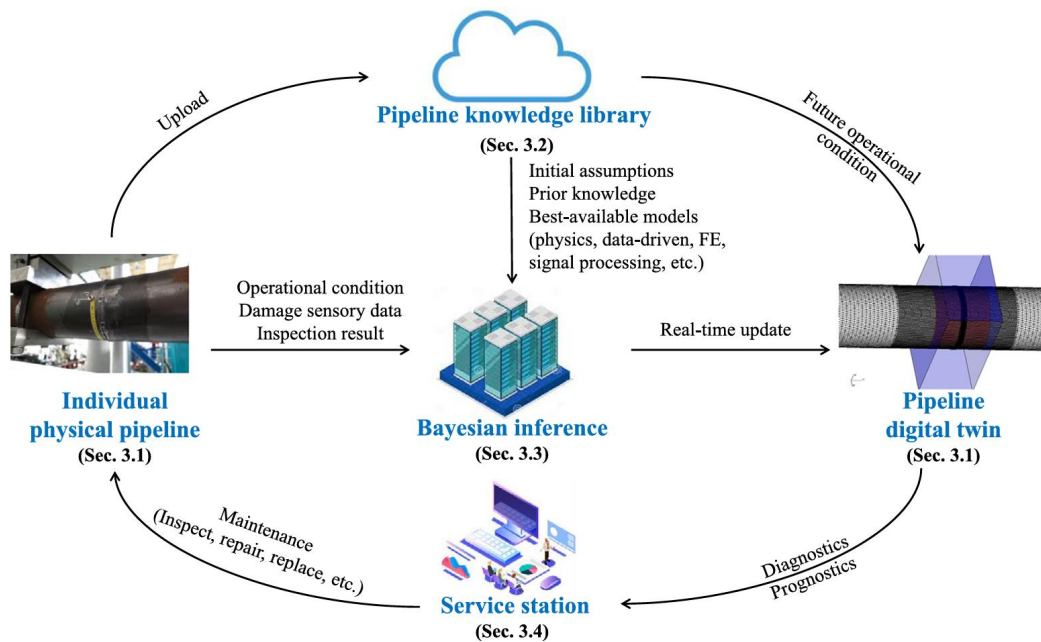 Upload
Pipeline knowledge library
(Sec. 3.2)
Future operational
condition
Initial assumptions
Prior knowledge
Best-available models
(physics, data-driven, FE,
signal processing, etc.)
Operational condition
Damage sensory data
Inspection result
Real-time update
Individual
physical pipeline
(Sec. 3.1)
Bayesian inference
(Sec. 3.3)
Pipeline
digital twin
(Sec. 3.1)
Maintenance
(Inspect, repair, replace, etc.)
Diagnostics
Prognostics
Service station
(Sec. 3.4)